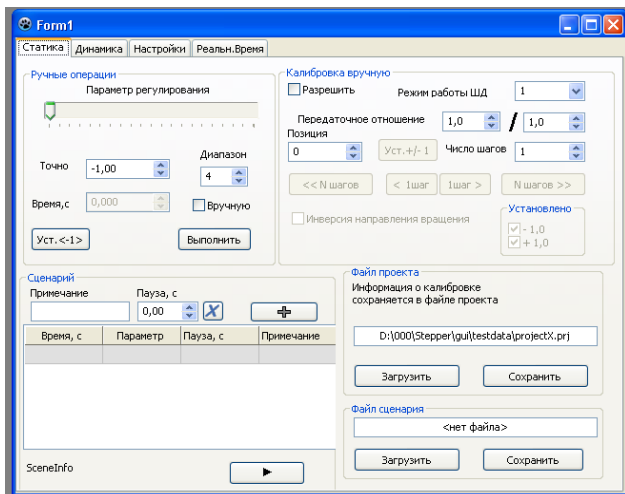 Form1
Статика Динамика Настройки Реальн.Время
Ручные операции
Параметр регулирования
Точно -1,00
Диапазон
4
Время,с 0,000
Вручную
Уст.<-1> Выполнить
Калибровка вручную
Разрешить Режим работы ШД 1
Передаточное отношение 1,0 / 1,0
Позиция
0 Уст.+/- 1 Число шагов 1
<< N шагов < 1шаг 1шаг > N шагов >>
Инверсия направления вращения
Установлено
- 1,0
+ 1,0
Сценарий
Примечание Пауза, с
0,00 X
Время, с Параметр Пауза, с Примечание
SceneInfo
Файл проекта
Информация о калибровке
сохраняется в файле проекта
D:\000\Stepper\gui\testdata\projectX.prj
Загрузить Сохранить
Файл сценария
<нет файла>
Загрузить Сохранить